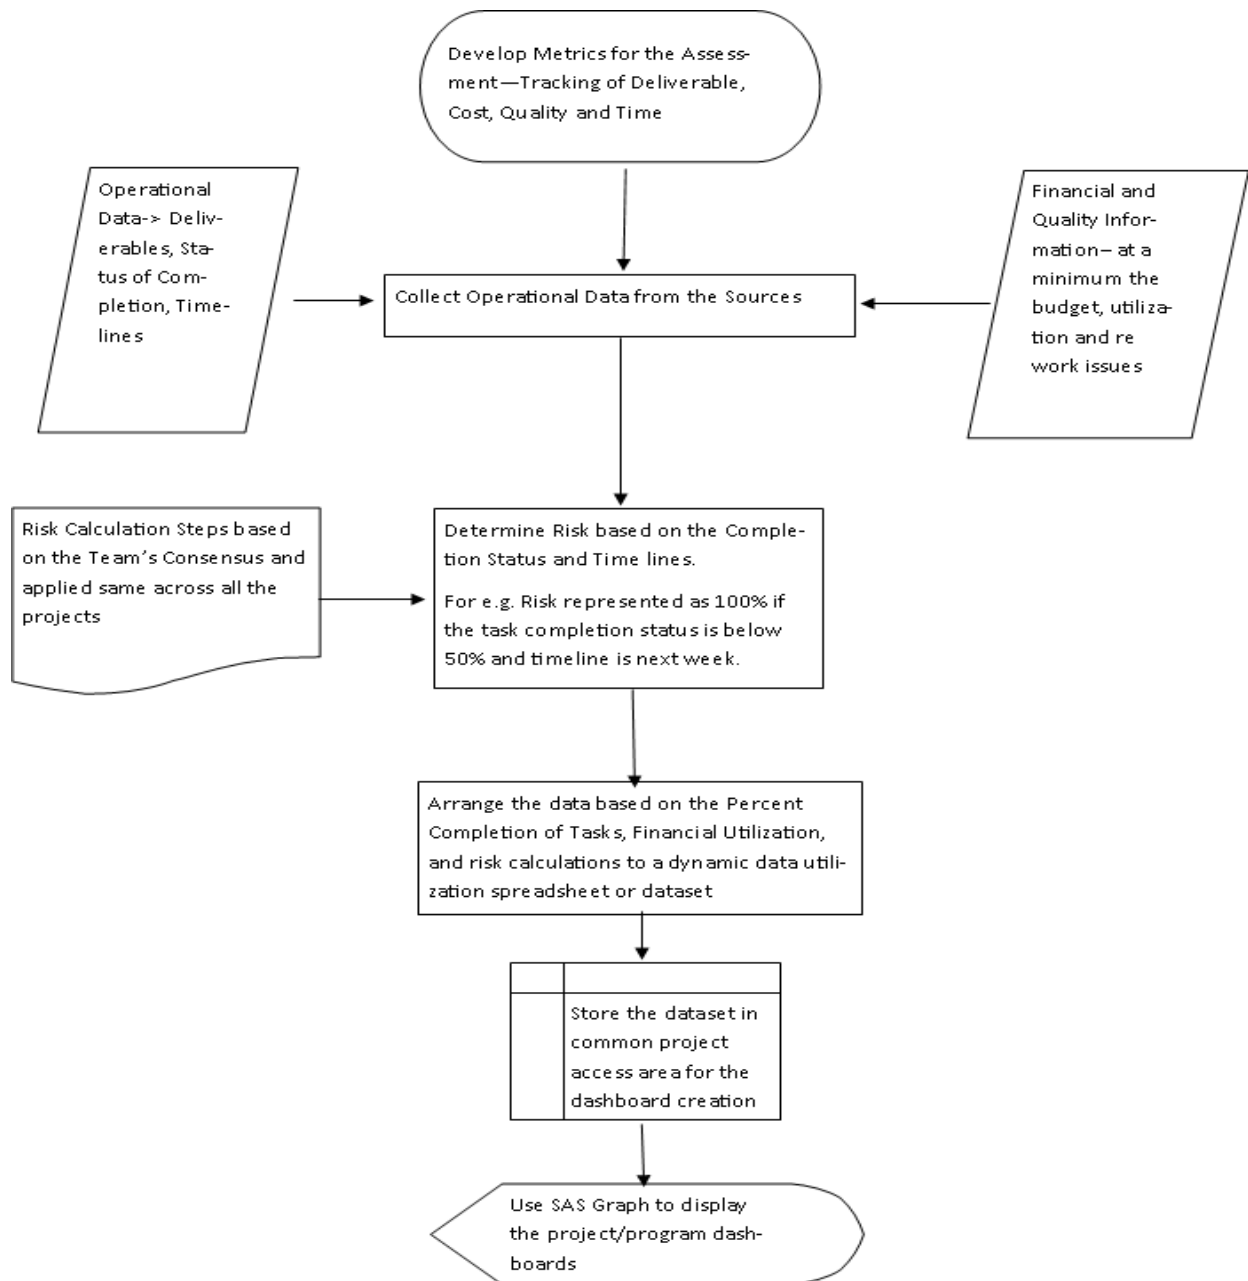 Develop Metrics for the Assess-
ment—Tracking of Deliverable,
Cost, Quality and Time
Operational
Data-> Deliv-
erables, Sta-
tus of Com-
pletion, Time-
lines
Financial and
Quality Infor-
mation– at a
minimum the
budget, utiliza-
tion and re
work issues
Collect Operational Data from the Sources
Risk Calculation Steps based
on the Team's Consensus and
applied same across all the
projects
Determine Risk based on the Comple-
tion Status and Time lines.
For e.g. Risk represented as 100% if
the task completion status is below
50% and timeline is next week.
Arrange the data based on the Percent
Completion of Tasks, Financial Utilization,
and risk calculations to a dynamic data utili-
zation spreadsheet or dataset
Store the dataset in
common project
access area for the
dashboard creation
Use SAS Graph to display
the project/program dash-
boards